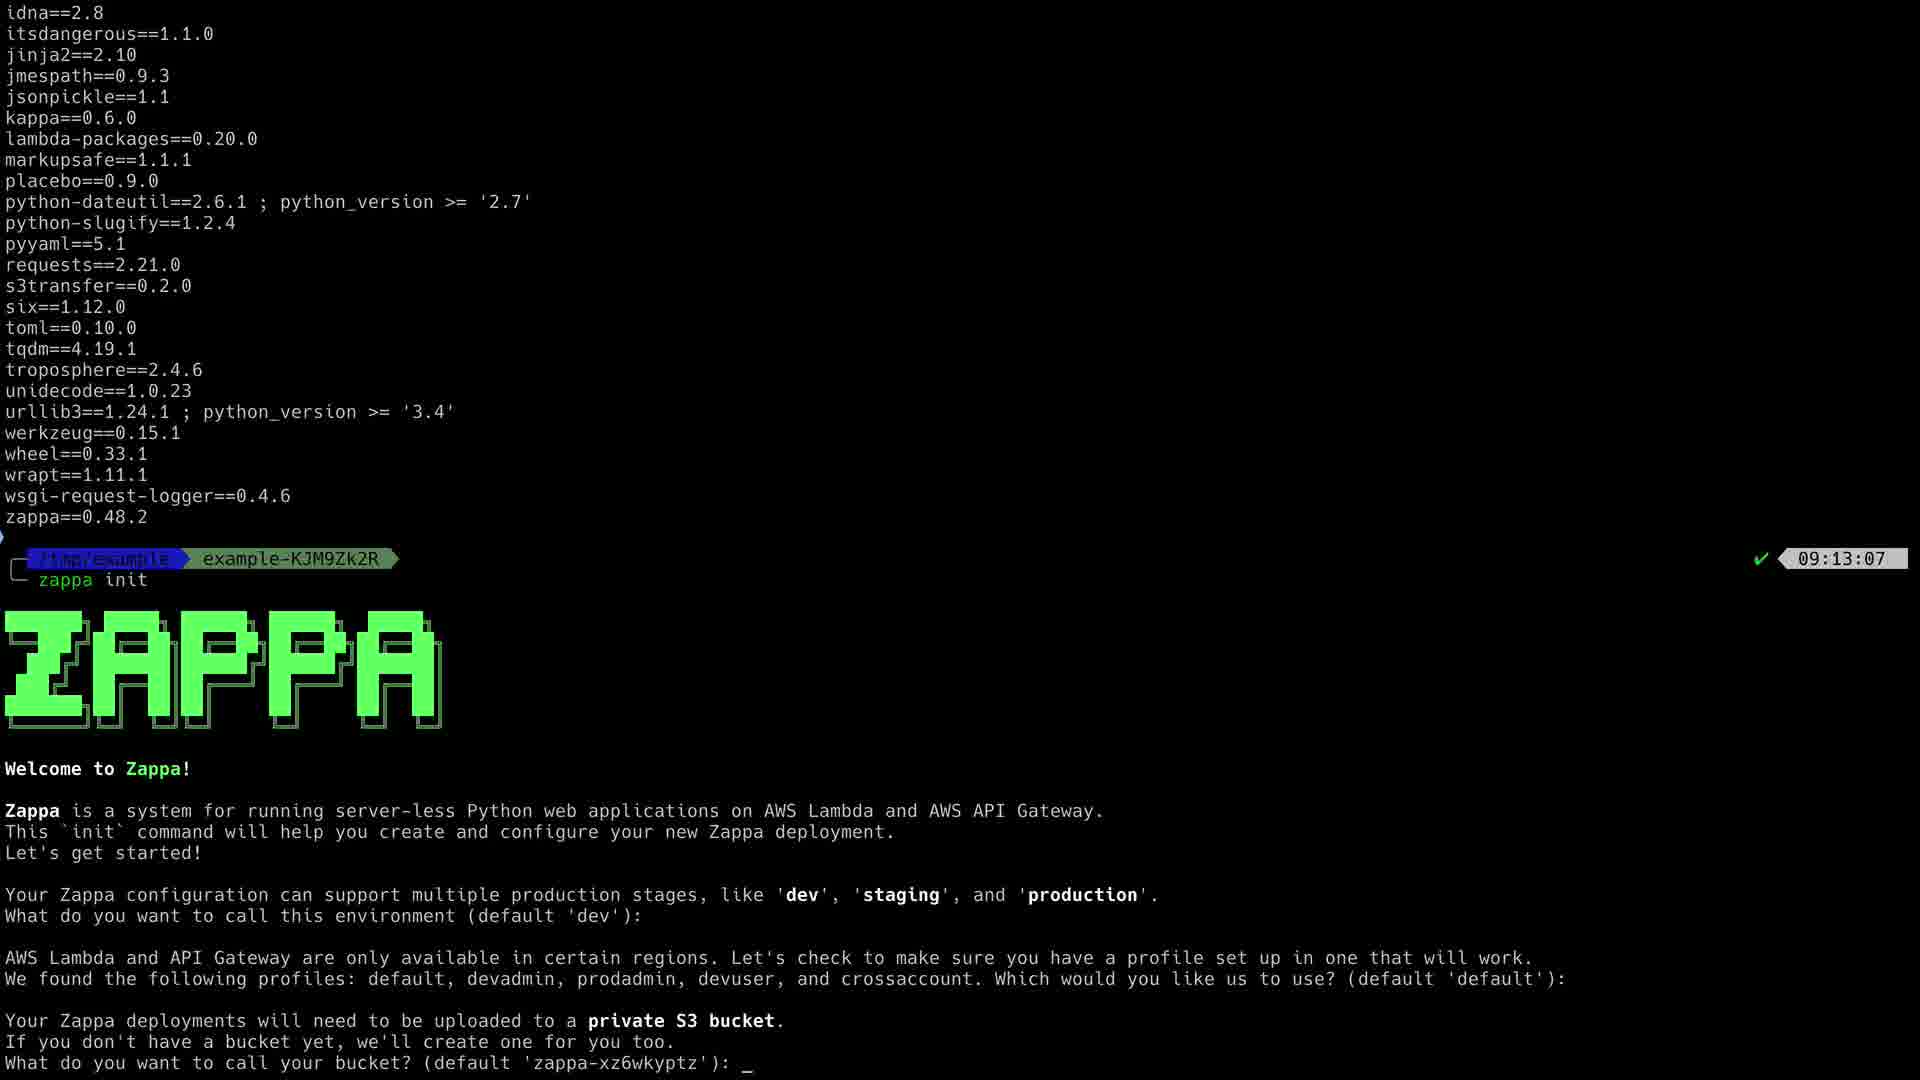 idna==2.8
itsdangerous==1.1.0
jinja2==2.10
jmespath==0.9.3
jsonpickle==1.1
kappa==0.6.0
lambda-packages==0.20.0
markupsafe==1.1.1
placebo==0.9.0
python-dateutil==2.6.1 ; python_version >= '2.7'
python-slugify==1.2.4
pyyaml==5.1
requests==2.21.0
s3transfer==0.2.0
six==1.12.0
toml==0.10.0
tqdm==4.19.1
troposphere==2.4.6
unidecode==1.0.23
urllib3==1.24.1 ; python_version >= '3.4'
werkzeug==0.15.1
wheel==0.33.1
wrapt==1.11.1
wsgi-request-logger==0.4.6
zappa==0.48.2
/tmp/example example-KJM9Zk2R ✔ 09:13:07
zappa init
ZAPPA
Welcome to Zappa!
Zappa is a system for running server-less Python web applications on AWS Lambda and AWS API Gateway.
This `init` command will help you create and configure your new Zappa deployment.
Let's get started!
Your Zappa configuration can support multiple production stages, like 'dev', 'staging', and 'production'.
What do you want to call this environment (default 'dev'):
AWS Lambda and API Gateway are only available in certain regions. Let's check to make sure you have a profile set up in one that will work.
We found the following profiles: default, devadmin, prodadmin, devuser, and crossaccount. Which would you like us to use? (default 'default'):
Your Zappa deployments will need to be uploaded to a private S3 bucket.
If you don't have a bucket yet, we'll create one for you too.
What do you want to call your bucket? (default 'zappa-xz6wkyptz'): _